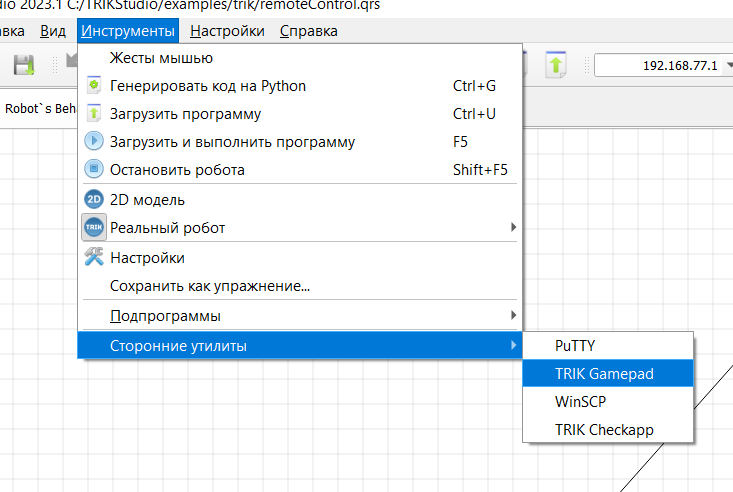 dio 2023.1 C:/TRIKStudio/examples/trik/remoteControl.qrs
авка Вид Инструменты Настройки Справка
192.168.77.1
Robot`s Beha
Жесты мышью
Генерировать код на Python Ctrl+G
Загрузить программу Ctrl+U
Загрузить и выполнить программу F5
Остановить робота Shift+F5
2D 2D модель
TRIK Реальный робот
Настройки
Сохранить как упражнение...
Подпрограммы
Сторонние утилиты
PuTTY
TRIK Gamepad
WinSCP
TRIK Checkapp